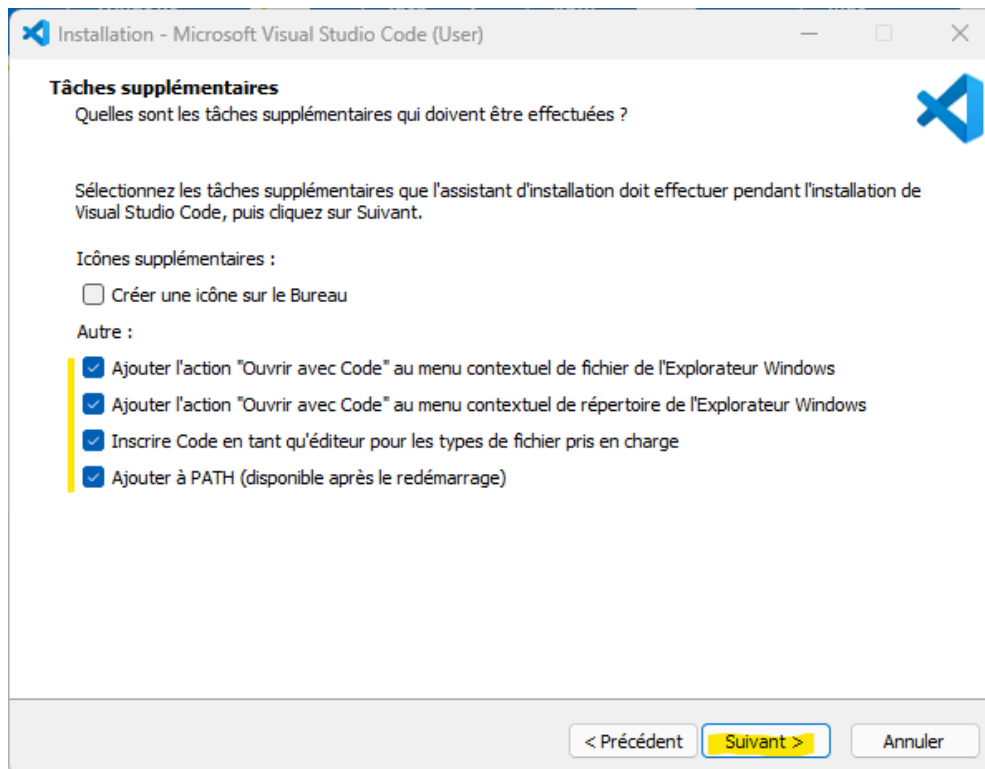 Installation - Microsoft Visual Studio Code (User)
Tâches supplémentaires
Quelles sont les tâches supplémentaires qui doivent être effectuées ?
Sélectionnez les tâches supplémentaires que l'assistant d'installation doit effectuer pendant l'installation de
Visual Studio Code, puis cliquez sur Suivant.
Icônes supplémentaires :
Créer une icône sur le Bureau
Autre :
Ajouter l'action "Ouvrir avec Code" au menu contextuel de fichier de l'Explorateur Windows
Ajouter l'action "Ouvrir avec Code" au menu contextuel de répertoire de l'Explorateur Windows
Inscrire Code en tant qu'éditeur pour les types de fichier pris en charge
Ajouter à PATH (disponible après le redémarrage)
< Précédent
Suivant >
Annuler